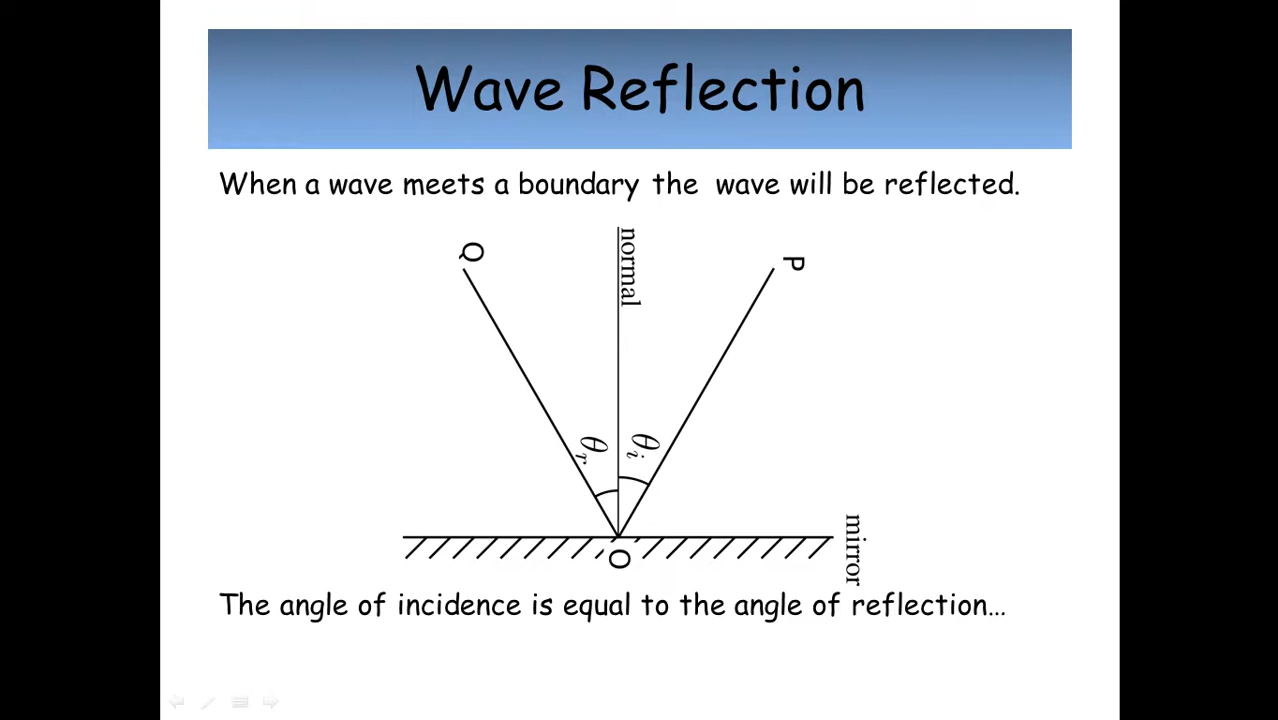 Wave Reflection
When a wave meets a boundary the wave will be reflected.
Q
normal
P
θr
θi
mirror
O
The angle of incidence is equal to the angle of reflection...